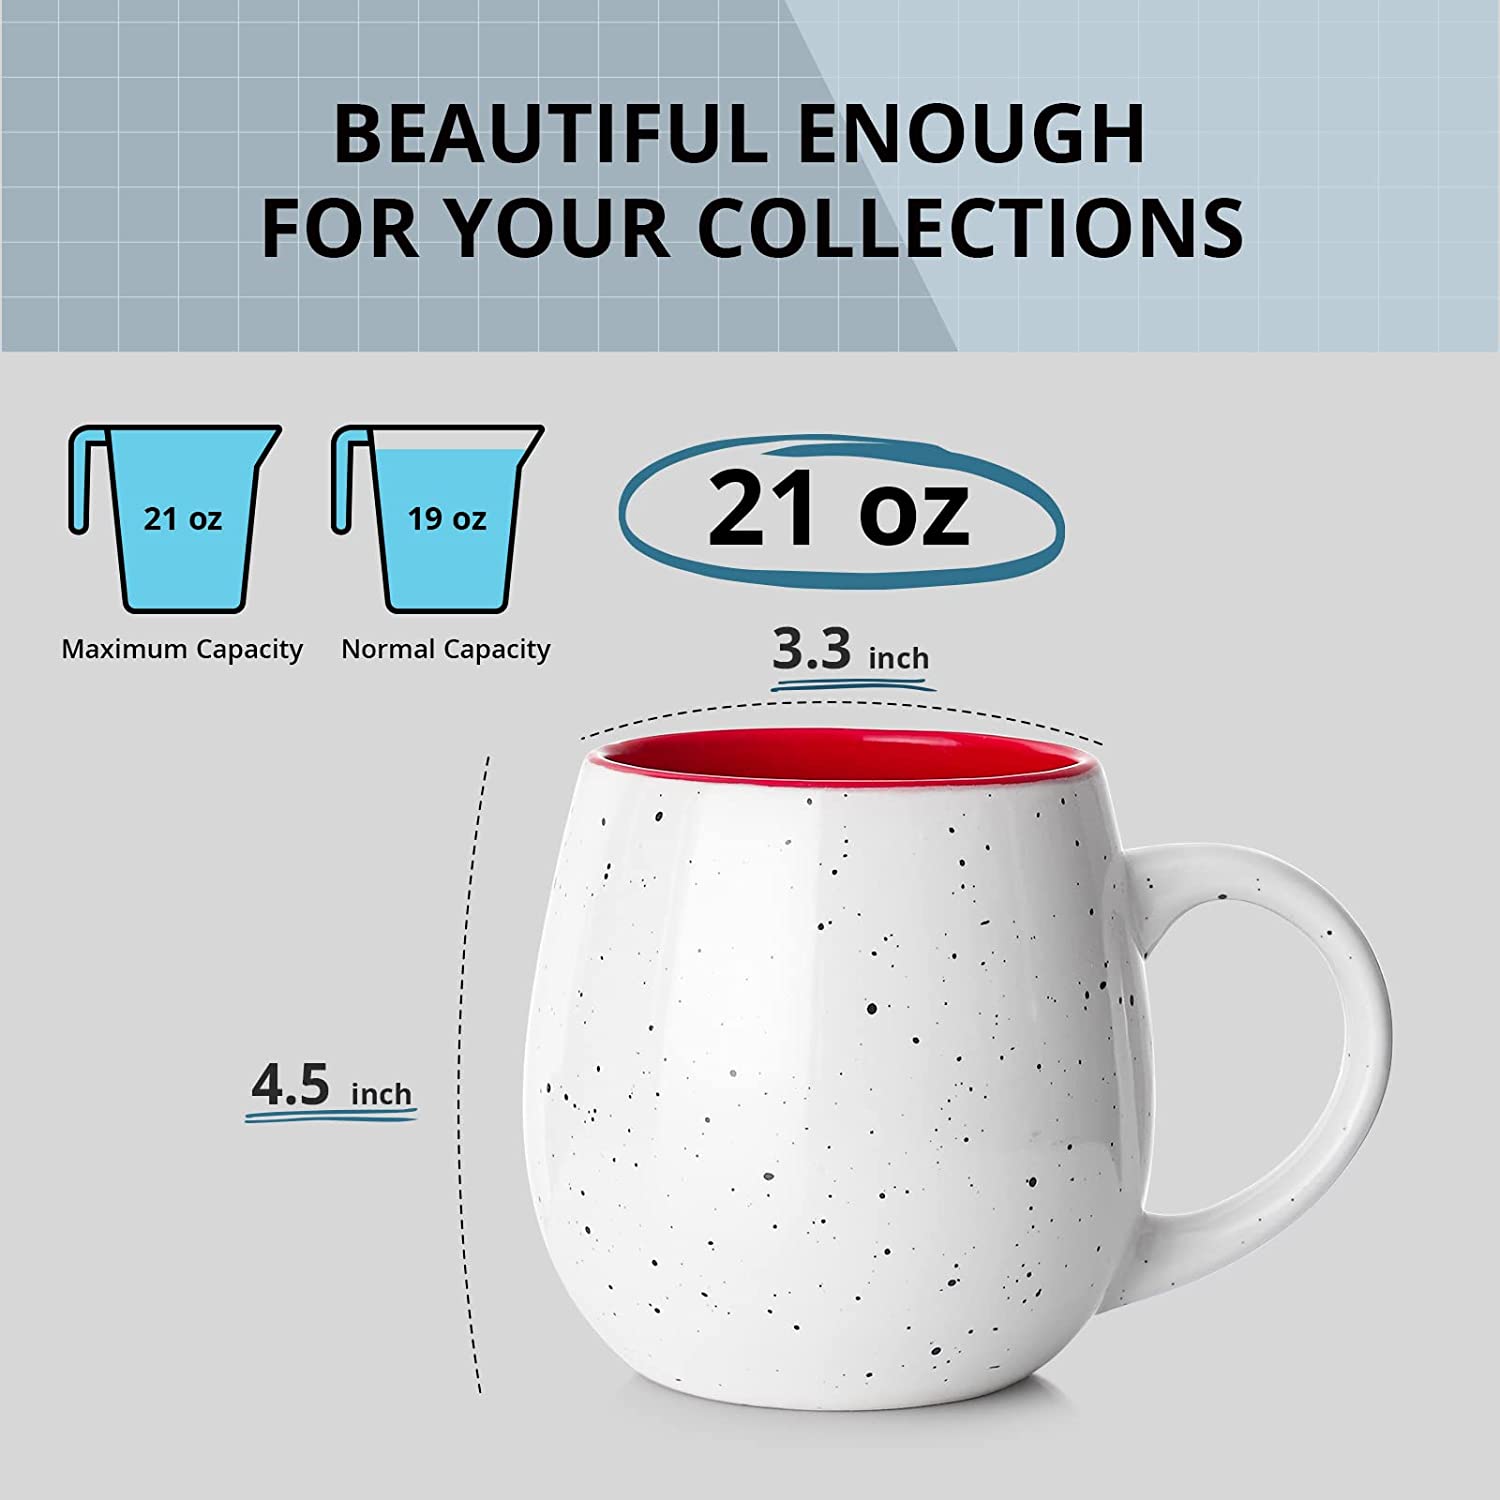 BEAUTIFUL ENOUGH
FOR YOUR COLLECTIONS
21 oz
19 oz
21 oz
Maximum Capacity
Normal Capacity
3.3 inch
4.5 inch